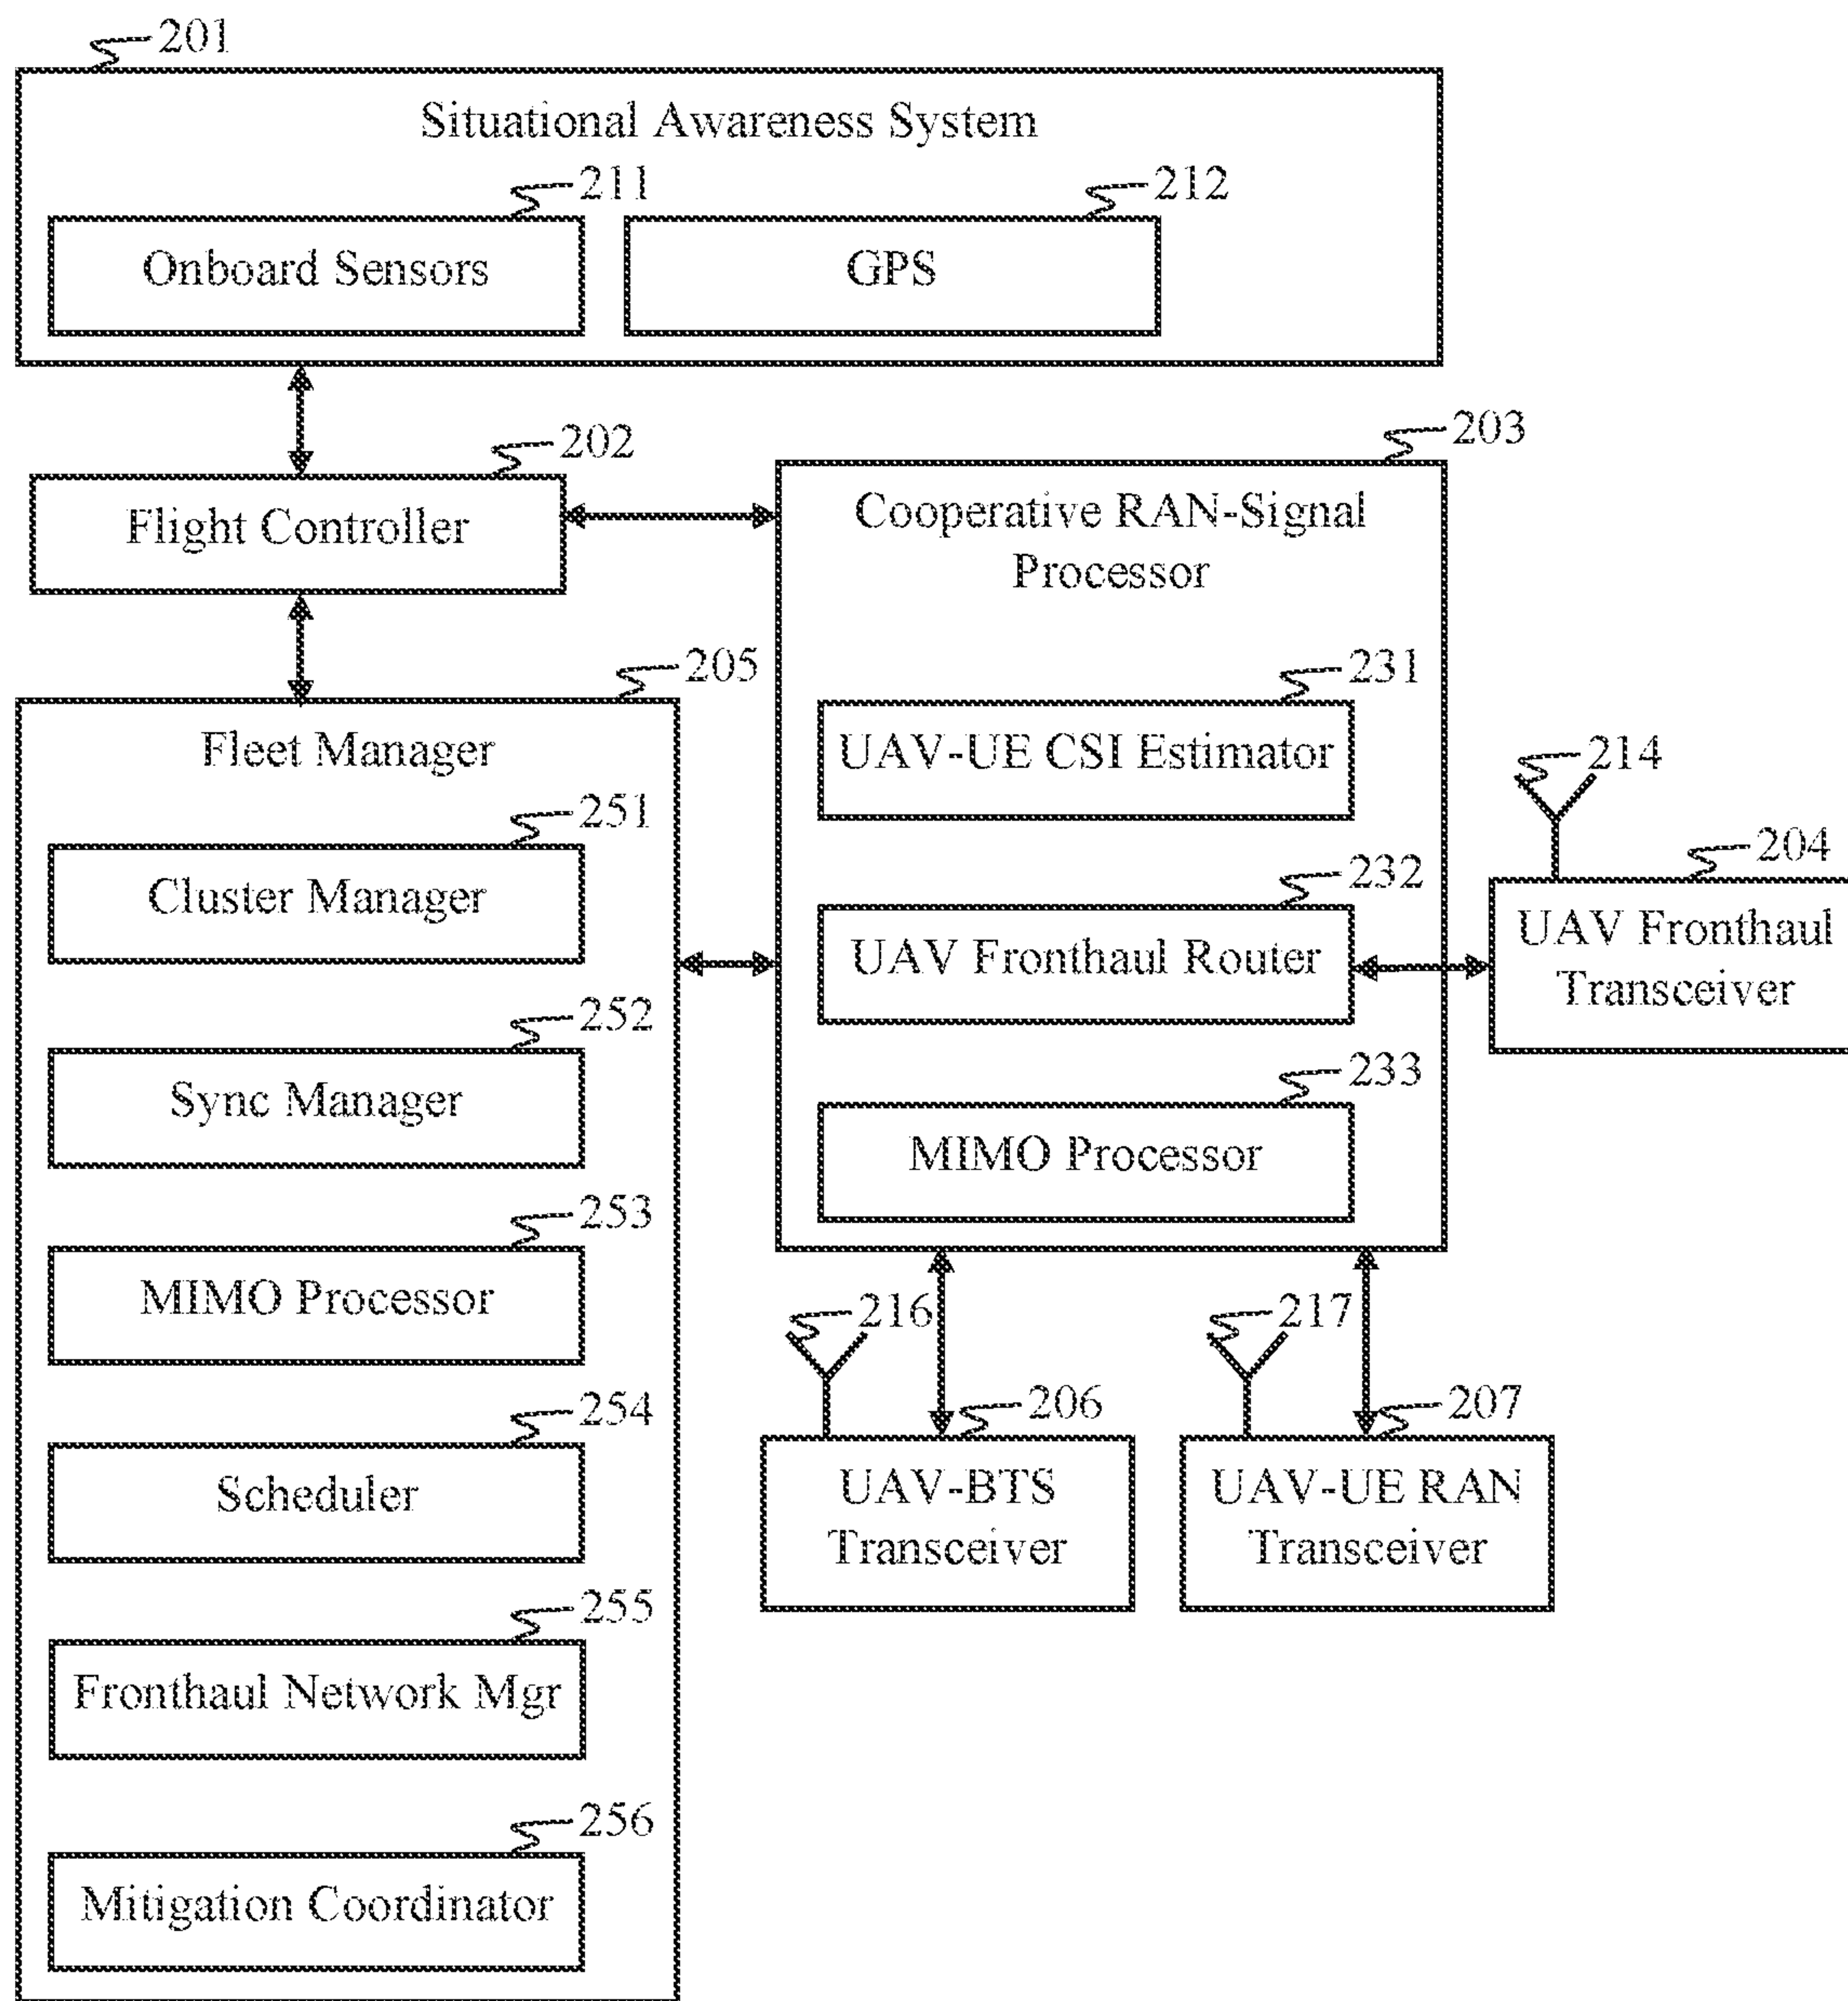 201
Situational Awareness System
211
212
Onboard Sensors
GPS
202
203
Flight Controller
Cooperative RAN-Signal
Processor
205
231
Fleet Manager
UAV-UE CSI Estimator
214
251
204
Cluster Manager
232
UAV Fronthaul
Transceiver
UAV Fronthaul Router
252
233
Sync Manager
MIMO Processor
253
216
217
MIMO Processor
254
206
207
Scheduler
UAV-BTS
Transceiver
UAV-UE RAN
Transceiver
255
Fronthaul Network Mgr
256
Mitigation Coordinator